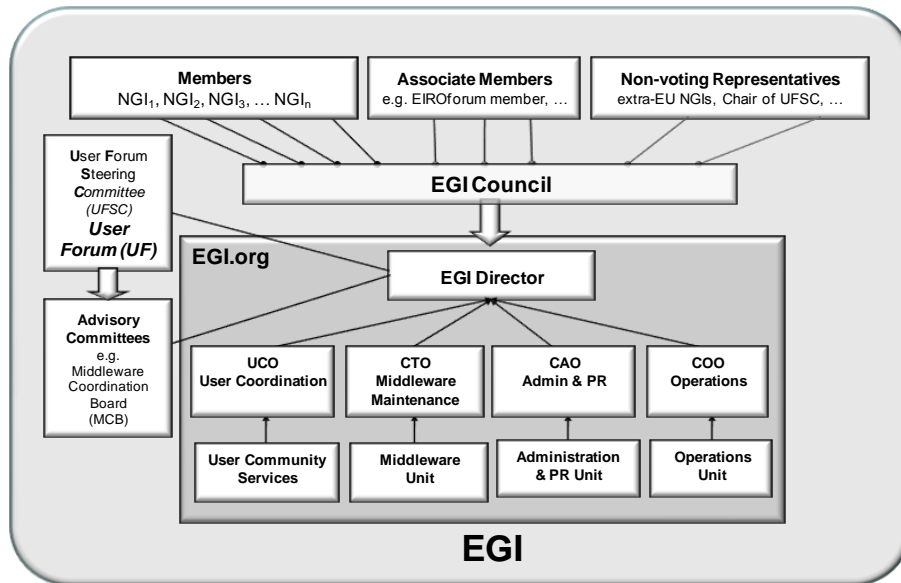 Members
NGI₁, NGI₂, NGI₃, … NGIₙ
Associate Members
e.g. EIROforum member, …
Non-voting Representatives
extra-EU NGIs, Chair of UFSC, …
User Forum
Steering
Committee
(UFSC)
User
Forum (UF)
EGI Council
EGI.org
EGI Director
Advisory
Committees
e.g.
Middleware
Coordination
Board
(MCB)
UCO
User Coordination
CTO
Middleware
Maintenance
CAO
Admin & PR
COO
Operations
User Community
Services
Middleware
Unit
Administration
& PR Unit
Operations
Unit
EGI